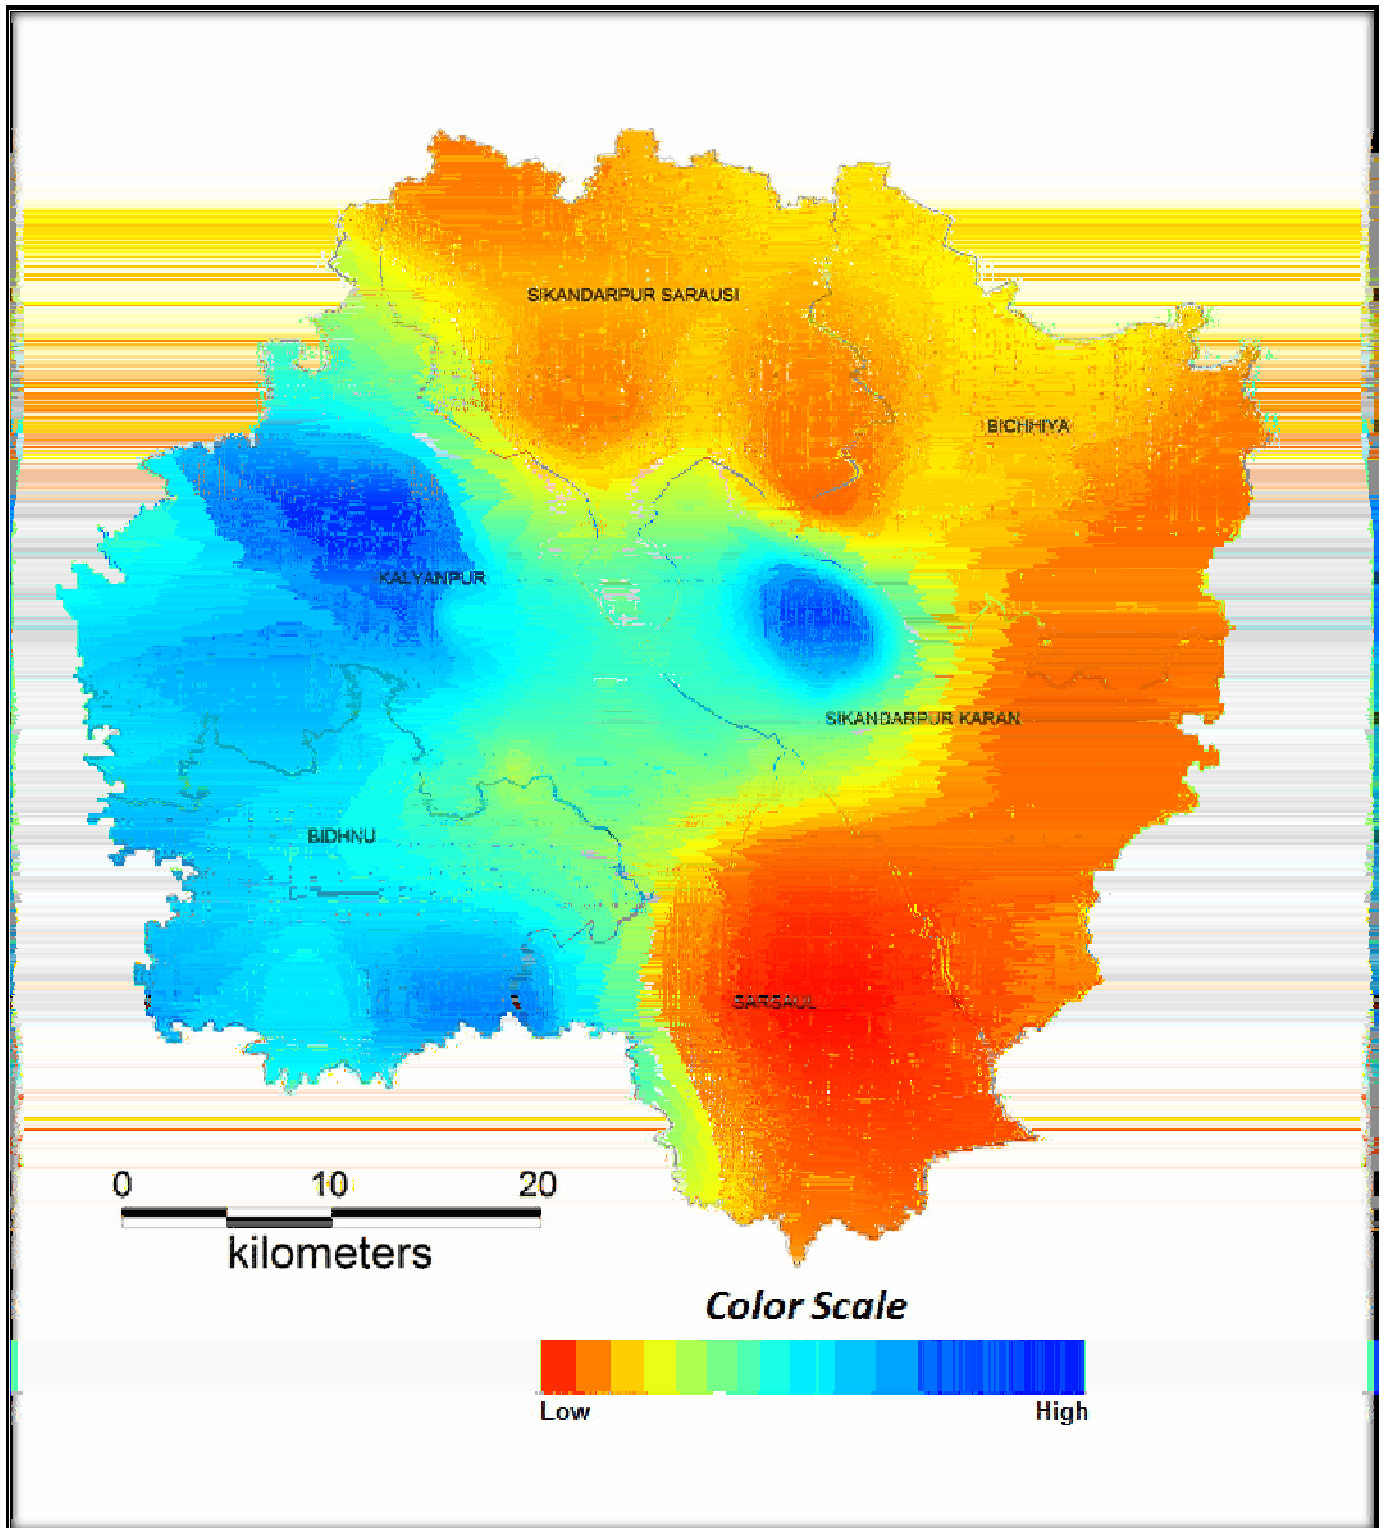 SIKANDARPUR SARAUSI
BICHHIYA
KALYANPUR
SIKANDARPUR KARAN
BIDHNU
SARSAUL
0 10 20
kilometers
Color Scale
Low High